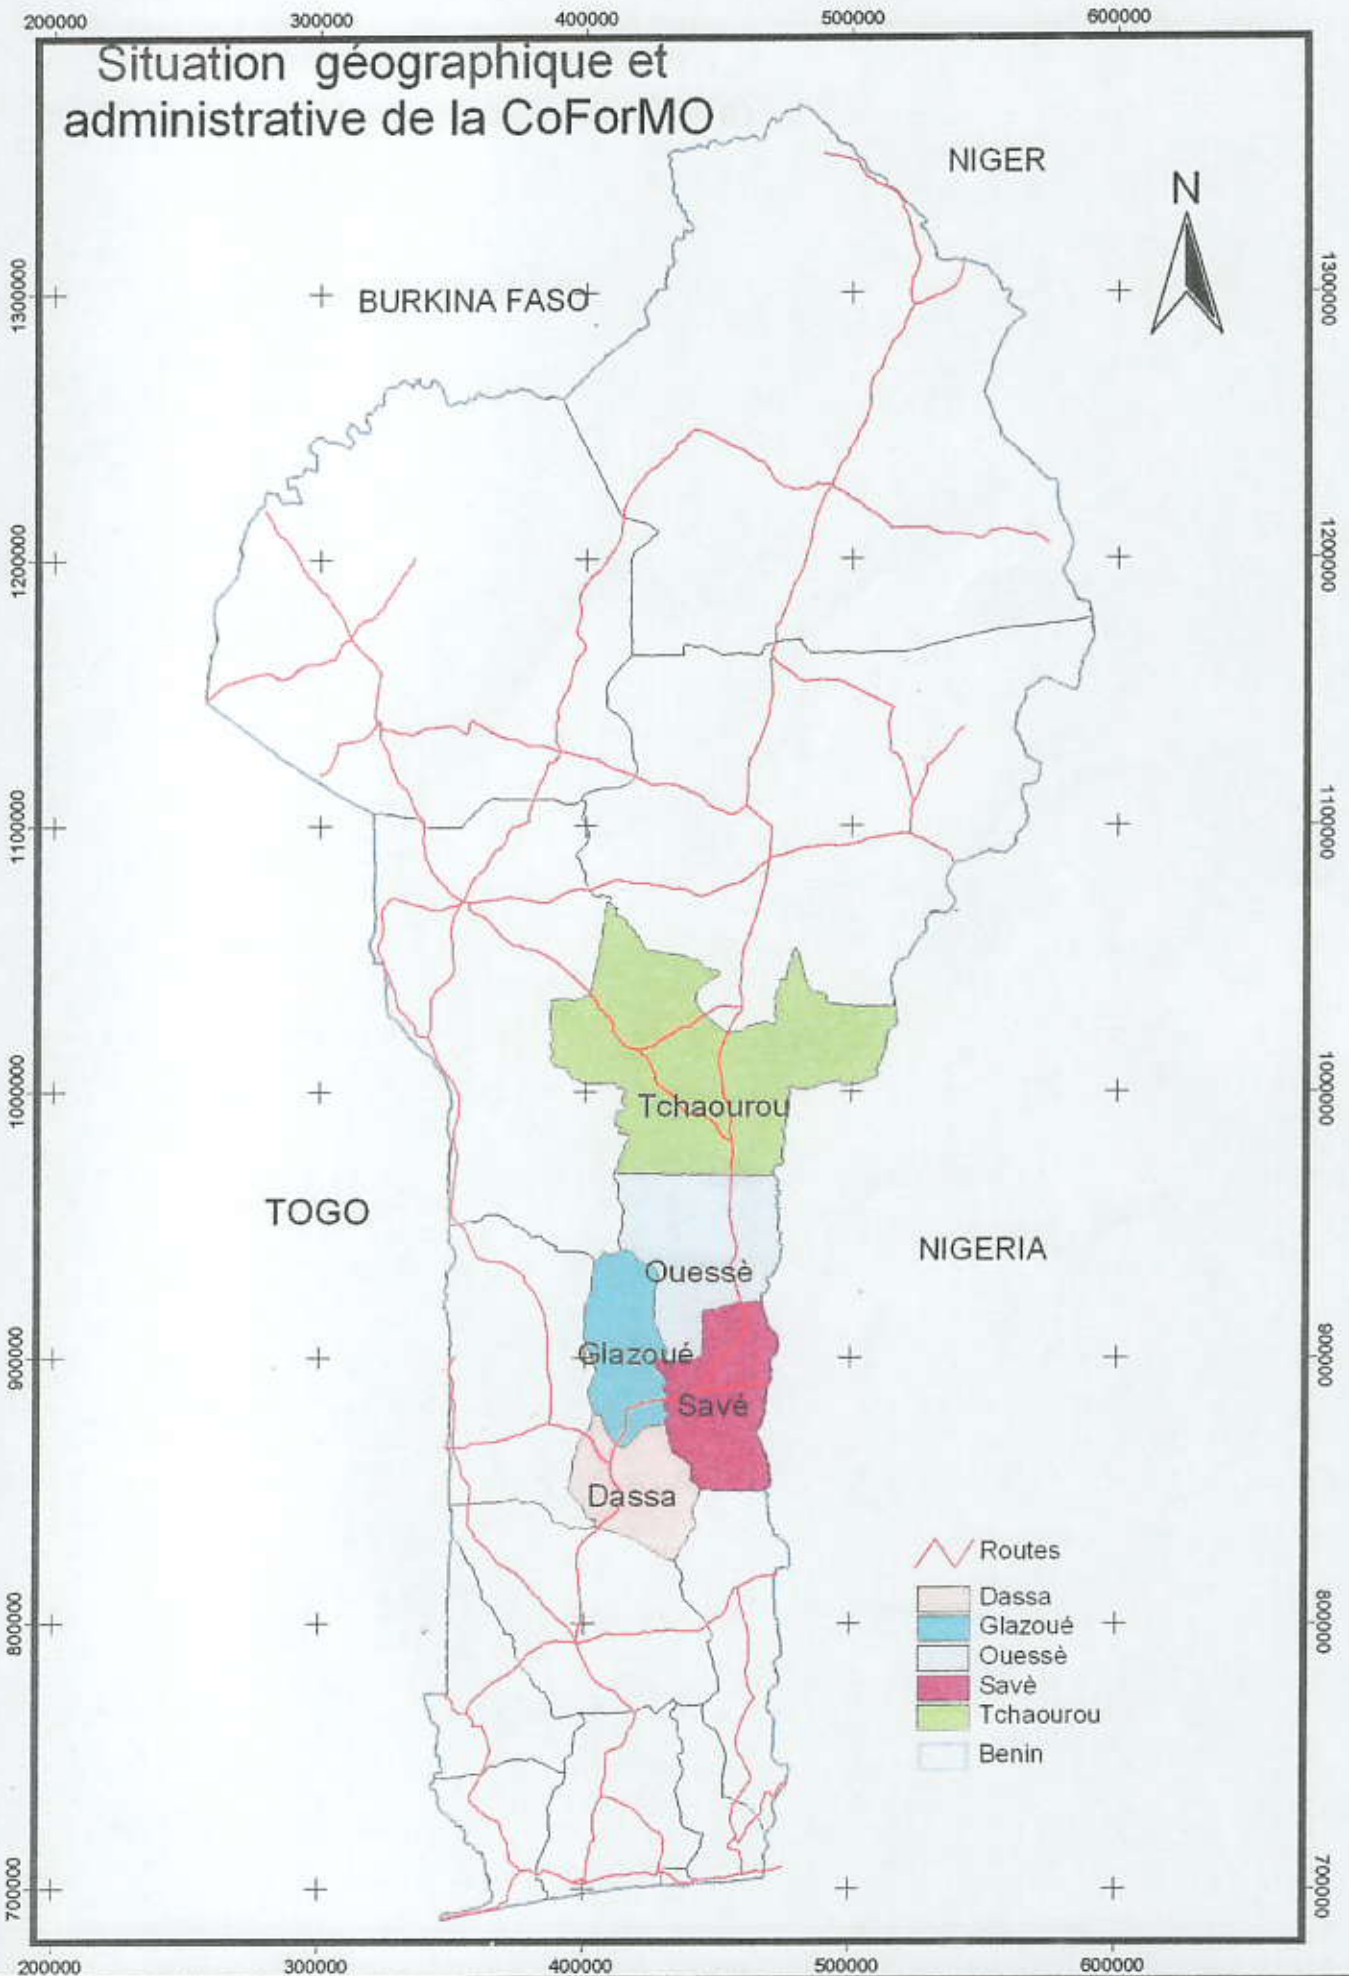 200000 300000 400000 500000 600000
Situation géographique et
administrative de la CoForMO
NIGER
N
BURKINA FASO
1300000 1300000
1200000 1200000
1100000 1100000
1000000 1000000
Tchaourou
TOGO
NIGERIA
Ouessè
Glazoué
900000 900000
Savé
Dassa
Routes
Dassa
Glazoué
Ouessè
Savè
Tchaourou
Benin
800000 800000
700000 700000
200000 300000 400000 500000 600000